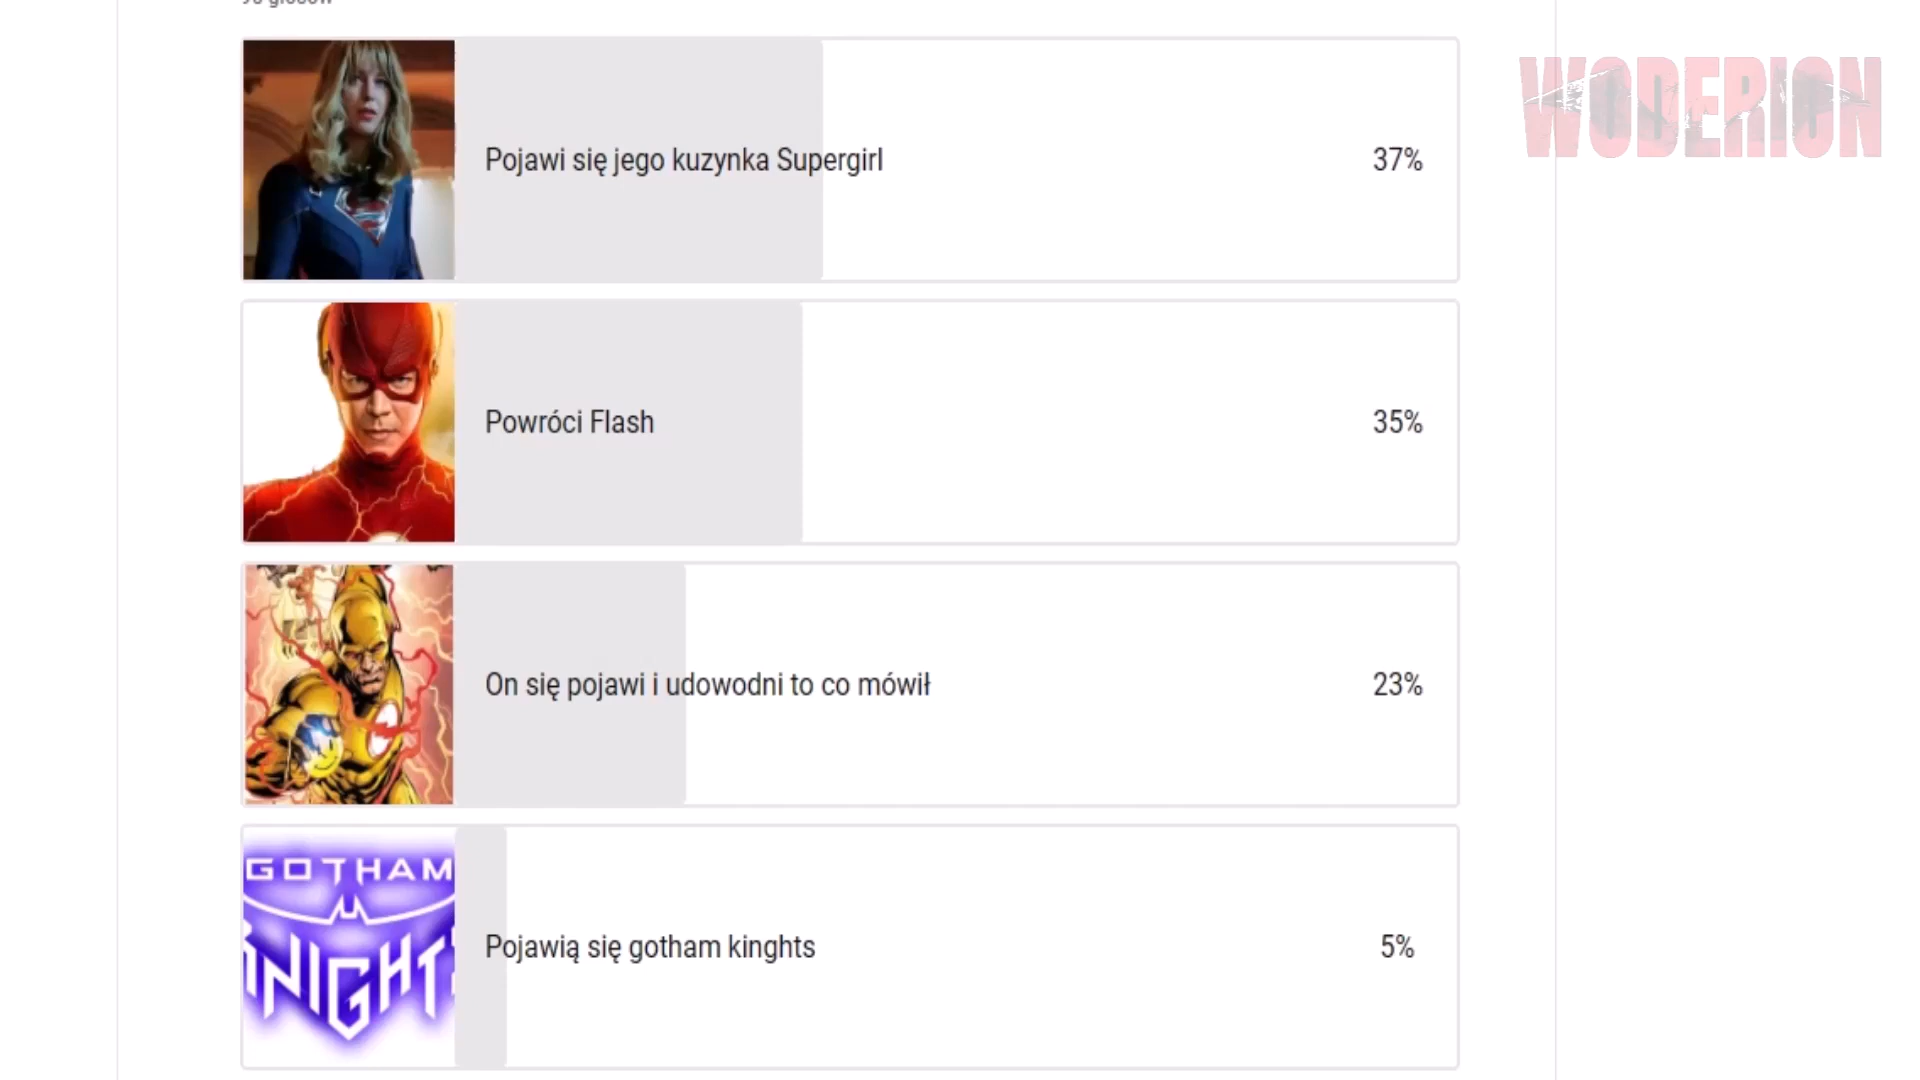 WODERION
Pojawi się jego kuzynka Supergirl
37%
Powróci Flash
35%
On się pojawi i udowodni to co mówił
23%
GOTHAM
KNIGHTS
Pojawią się gotham kinghts
5%